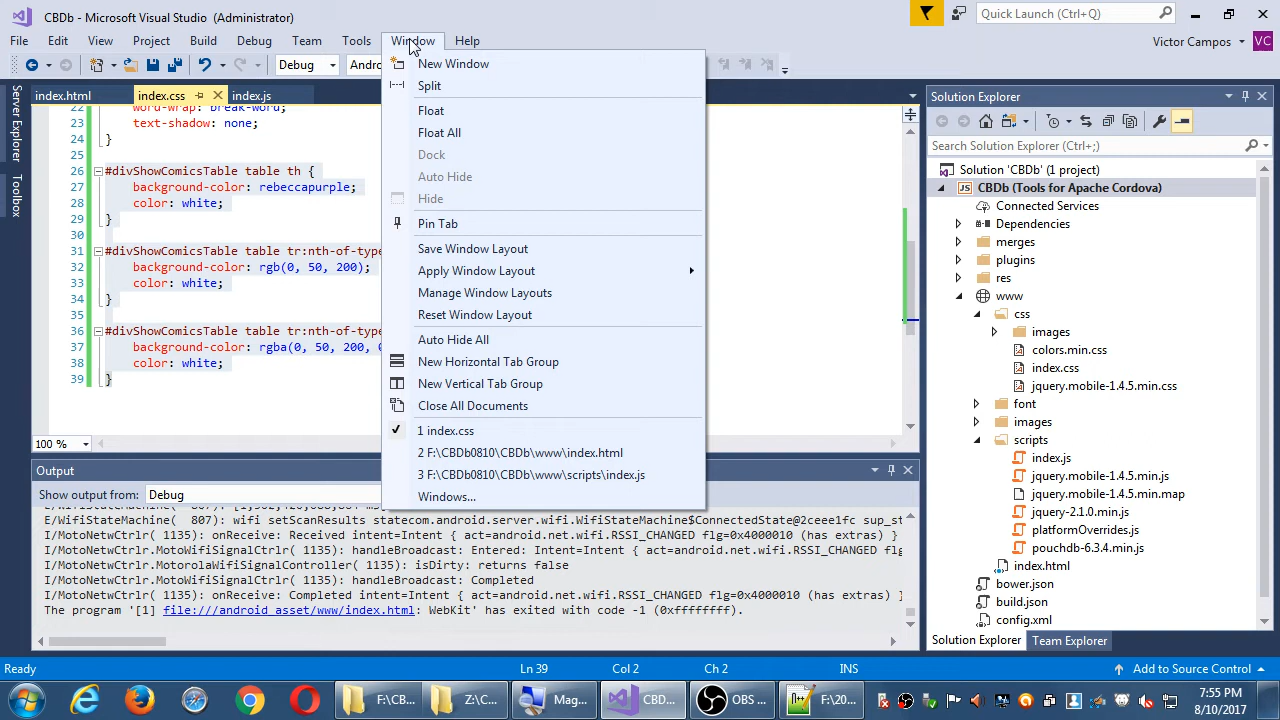 CBDb - Microsoft Visual Studio (Administrator)
Quick Launch (Ctrl+Q)
File Edit View Project Build Debug Team Tools Window Help
Victor Campos VC
Debug
index.html index.css index.js
Server Explorer
Toolbox
22 word-wrap: break-word;
23 text-shadow: none;
24 }
25
26 #divShowComicsTable table th {
27 background-color: rebeccapurple;
28 color: white;
29 }
30
31 #divShowComicsTable table tr:nth-of-type
32 background-color: rgb(0, 50, 200);
33 color: white;
34 }
35
36 #divShowComicsTable table tr:nth-of-type
37 background-color: rgba(0, 50, 200,
38 color: white;
39 }
100 %
New Window
Split
Float
Float All
Dock
Auto Hide
Hide
Pin Tab
Save Window Layout
Apply Window Layout
Manage Window Layouts
Reset Window Layout
Auto Hide All
New Horizontal Tab Group
New Vertical Tab Group
Close All Documents
1 index.css
2 F:\CBDb0810\CBDb\www\index.html
3 F:\CBDb0810\CBDb\www\scripts\index.js
Windows...
Output
Show output from: Debug
E/WifiStateMachine( 807): wifi setScanResults statecom.android.server.wifi.WifiStateMachine$ConnectedState@2ceee1fc sup_st
I/MotoNetwCtrlr ( 1135): onReceive: Received intent=Intent { act=android.net.wifi.RSSI_CHANGED flg=0x4000010 (has extras) }
I/MotoNetwCtrlr.MotoWifiSignalCtrlr ( 1135): handleBroadcast: Entered: Intent=Intent { act=android.net.wifi.RSSI_CHANGED fl
I/MotoNetwCtrlr.MotorolaWifiSignalController( 1135): isDirty: returns false
I/MotoNetwCtrlr.MotoWifiSignalCtrlr ( 1135): handleBroadcast: Completed
I/MotoNetwCtrlr ( 1135): onReceive: Completed intent=Intent { act=android.net.wifi.RSSI_CHANGED flg=0x4000010 (has extras)
The program '[1] file:///android_asset/www/index.html: WebKit' has exited with code -1 (0xffffffff).
Solution Explorer
Search Solution Explorer (Ctrl+;)
Solution 'CBDb' (1 project)
JS CBDb (Tools for Apache Cordova)
Connected Services
Dependencies
merges
plugins
res
www
css
images
colors.min.css
index.css
jquery.mobile-1.4.5.min.css
font
images
scripts
index.js
jquery.mobile-1.4.5.min.js
jquery.mobile-1.4.5.min.map
jquery-2.1.0.min.js
platformOverrides.js
pouchdb-6.3.4.min.js
index.html
bower.json
build.json
config.xml
Solution Explorer Team Explorer
Ready Ln 39 Col 2 Ch 2 INS Add to Source Control
F:\CB... Z:\C... Mag... CBD... OBS ... F:\20...
7:55 PM
8/10/2017